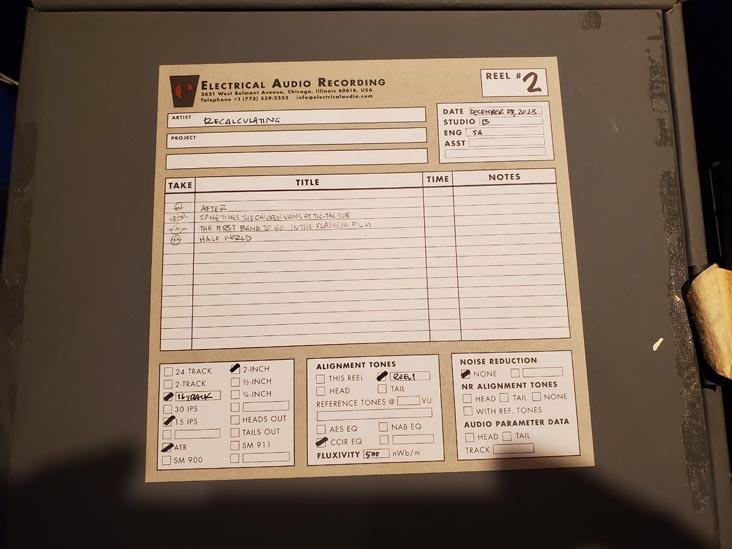 ELECTRICAL AUDIO RECORDING
2621 West Belmont Avenue, Chicago, Illinois 60618, USA
Telephone +1 (773) 539-2555 info@electricalaudio.com
REEL # 2
ARTIST RECALCULATING
PROJECT
DATE DECEMBER 29, 2023
STUDIO B
ENG SA
ASST
TAKE TITLE TIME NOTES
AFTER
SOMETIMES THE CHICKEN WINS AT TIC-TAC-TOE
THE FIRST BAND TO GO IN THE FLASHBACK FILM
HALF WORLD
24 TRACK
2-TRACK
16 TRACK
30 IPS
15 IPS
ATR
SM 900
2-INCH
½-INCH
¼-INCH
HEADS OUT
TAILS OUT
SM 911
ALIGNMENT TONES
THIS REEL REEL 1
HEAD TAIL
REFERENCE TONES @ VU
AES EQ NAB EQ
CCIR EQ
FLUXIVITY 500 nWb/m
NOISE REDUCTION
NONE
NR ALIGNMENT TONES
HEAD TAIL NONE
WITH REF. TONES
AUDIO PARAMETER DATA
HEAD TAIL
TRACK